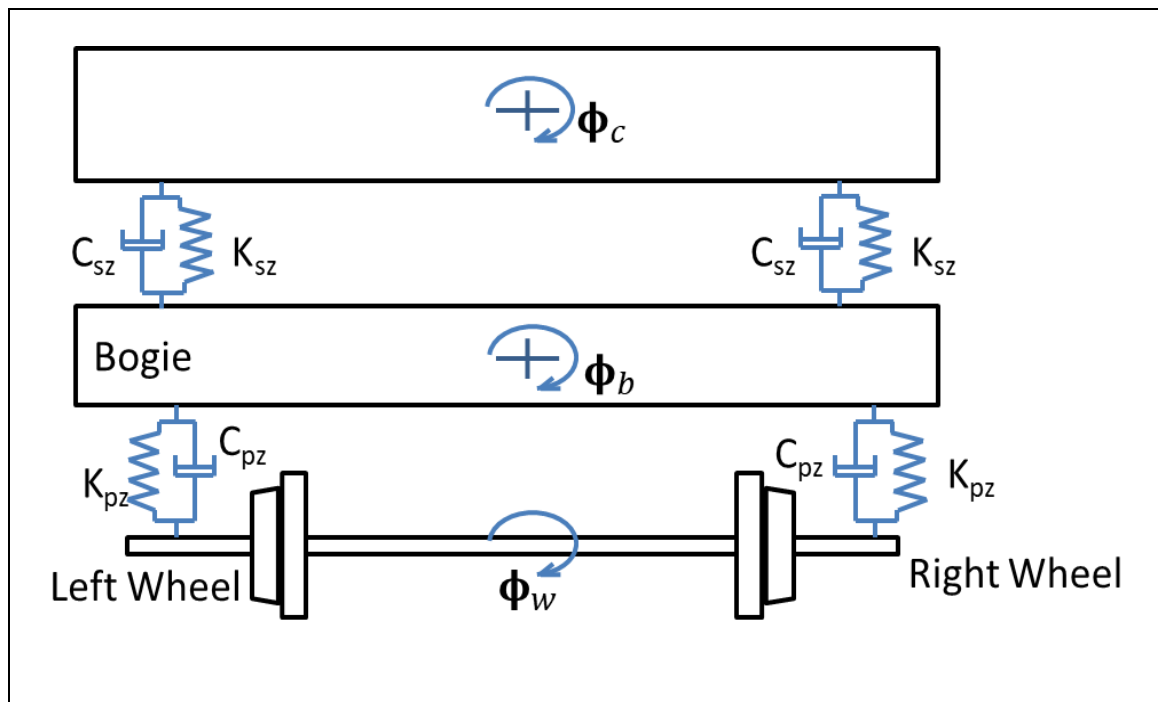 ϕc
Csz Ksz Csz Ksz
Bogie
ϕb
Kpz Cpz Cpz Kpz
Left Wheel ϕw Right Wheel